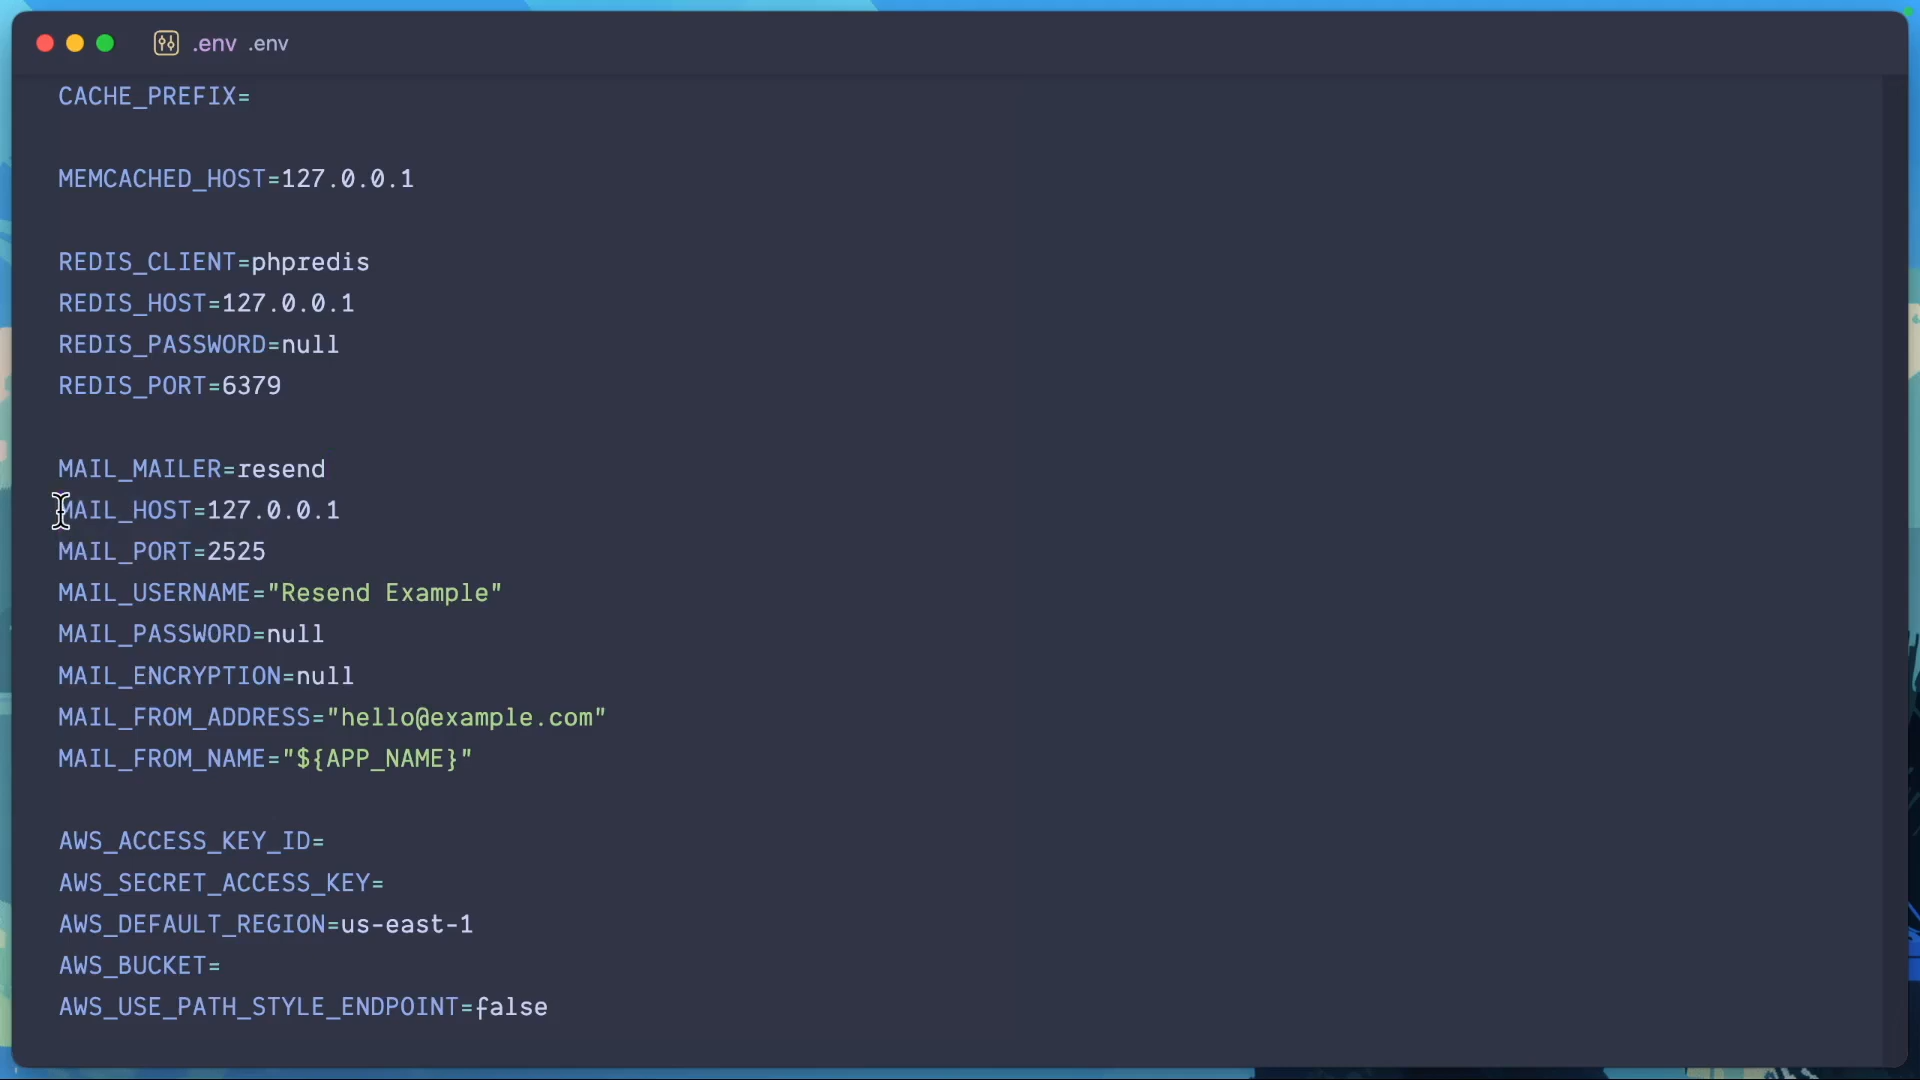 .env .env
CACHE_PREFIX=
MEMCACHED_HOST=127.0.0.1
REDIS_CLIENT=phpredis
REDIS_HOST=127.0.0.1
REDIS_PASSWORD=null
REDIS_PORT=6379
MAIL_MAILER=resend
MAIL_HOST=127.0.0.1
MAIL_PORT=2525
MAIL_USERNAME="Resend Example"
MAIL_PASSWORD=null
MAIL_ENCRYPTION=null
MAIL_FROM_ADDRESS="hello@example.com"
MAIL_FROM_NAME="${APP_NAME}"
AWS_ACCESS_KEY_ID=
AWS_SECRET_ACCESS_KEY=
AWS_DEFAULT_REGION=us-east-1
AWS_BUCKET=
AWS_USE_PATH_STYLE_ENDPOINT=false